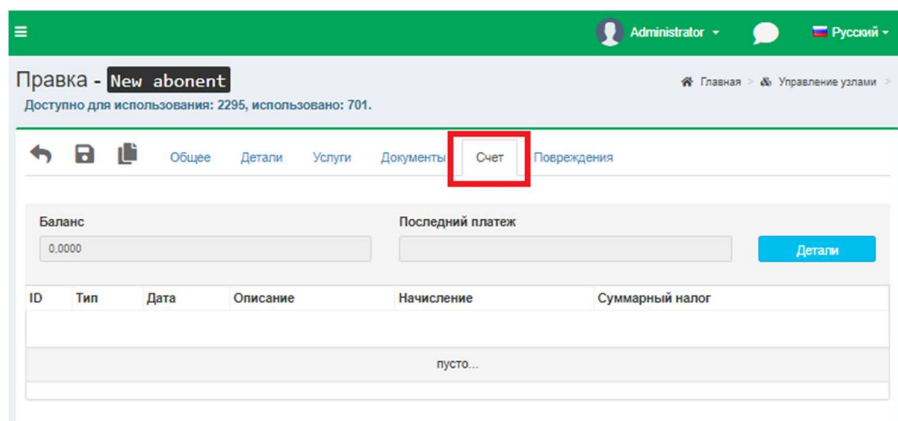 Administrator
Русский
Правка - New abonent
Главная > Управление узлами >
Доступно для использования: 2295, использовано: 701.
Общее Детали Услуги Документы Счет Повреждения
Баланс Последний платеж
0,0000 Детали
ID Тип Дата Описание Начисление Суммарный налог
пусто...